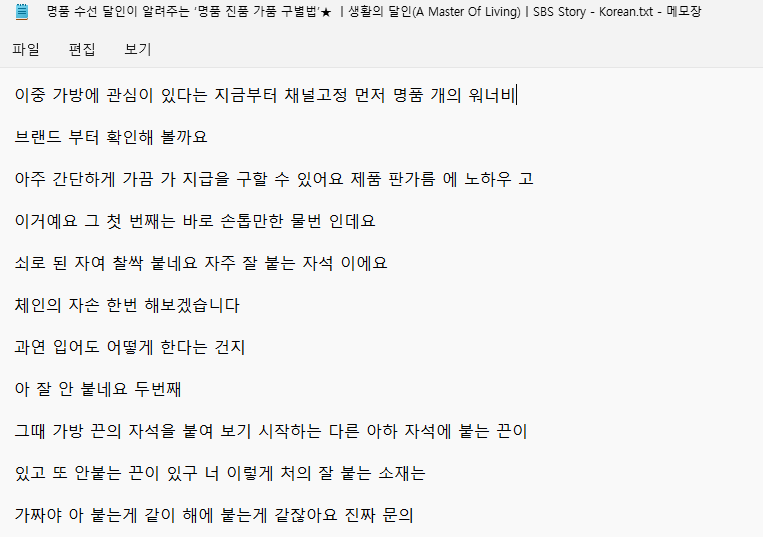 명품 수선 달인이 알려주는 '명품 진품 가품 구별법'★ ㅣ생활의 달인(A Master Of Living)ㅣSBS Story - Korean.txt - 메모장
파일 편집 보기
이중 가방에 관심이 있다는 지금부터 채널고정 먼저 명품 개의 워너비
브랜드 부터 확인해 볼까요
아주 간단하게 가끔 가 지급을 구할 수 있어요 제품 판가름 에 노하우 고
이거예요 그 첫 번째는 바로 손톱만한 물번 인데요
쇠로 된 자여 찰싹 붙네요 자주 잘 붙는 자석 이에요
체인의 자손 한번 해보겠습니다
과연 입어도 어떻게 한다는 건지
아 잘 안 붙네요 두번째
그때 가방 끈의 자석을 붙여 보기 시작하는 다른 아하 자석에 붙는 끈이
있고 또 안붙는 끈이 있구 너 이렇게 처의 잘 붙는 소재는
가짜야 아 붙는게 같이 해에 붙는게 같잖아요 진짜 문의